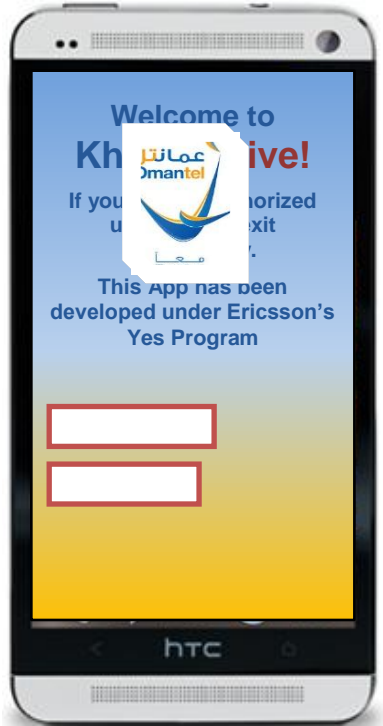 Welcome to
Kh ive!
If you horized
u exit
.
This App has been
developed under Ericsson's
Yes Program
عمانتل
Omantel
معاً
hTC